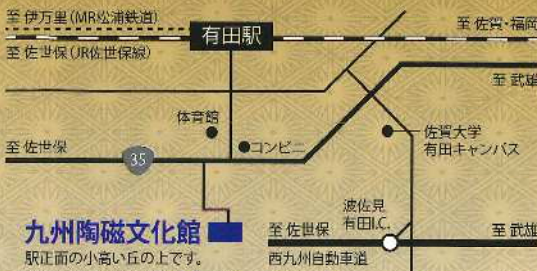 至 伊万里(MR松浦鉄道)
有田駅
至 佐賀・福岡
至 佐世保(JR佐世保線)
至 武雄
体育館
コンビニ
佐賀大学
有田キャンパス
至 佐世保
35
波佐見
有田I.C.
九州陶磁文化館
駅正面の小高い丘の上です。
至 佐世保
至 武雄
西九州自動車道